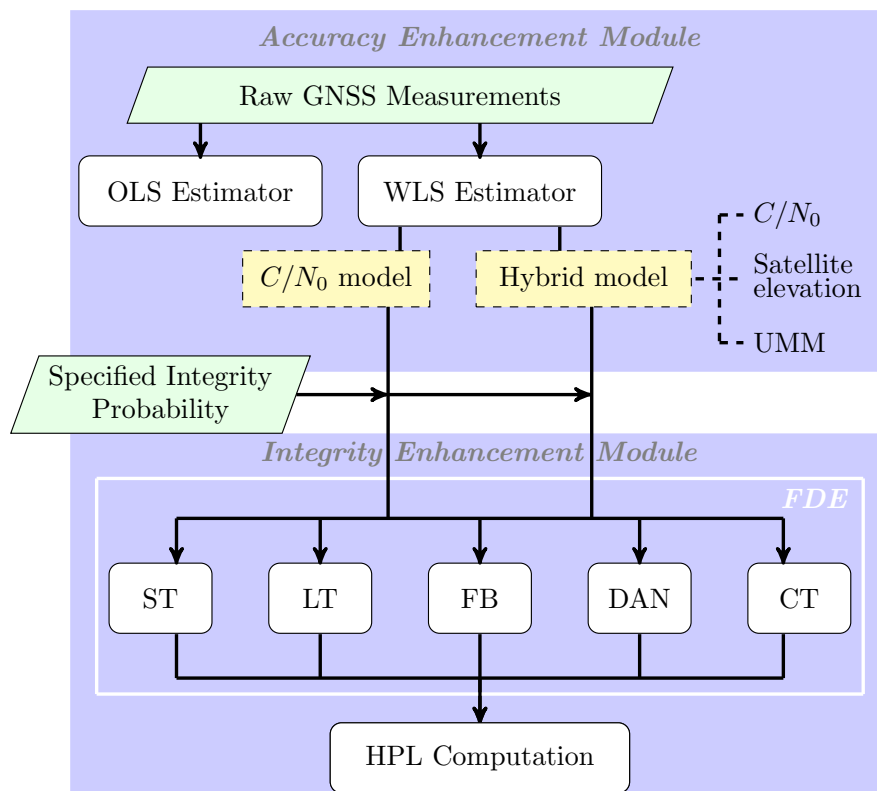 Accuracy Enhancement Module
Raw GNSS Measurements
OLS Estimator
WLS Estimator
C/N₀
C/N₀ model
Hybrid model
Satellite
elevation
UMM
Specified Integrity
Probability
Integrity Enhancement Module
FDE
ST
LT
FB
DAN
CT
HPL Computation